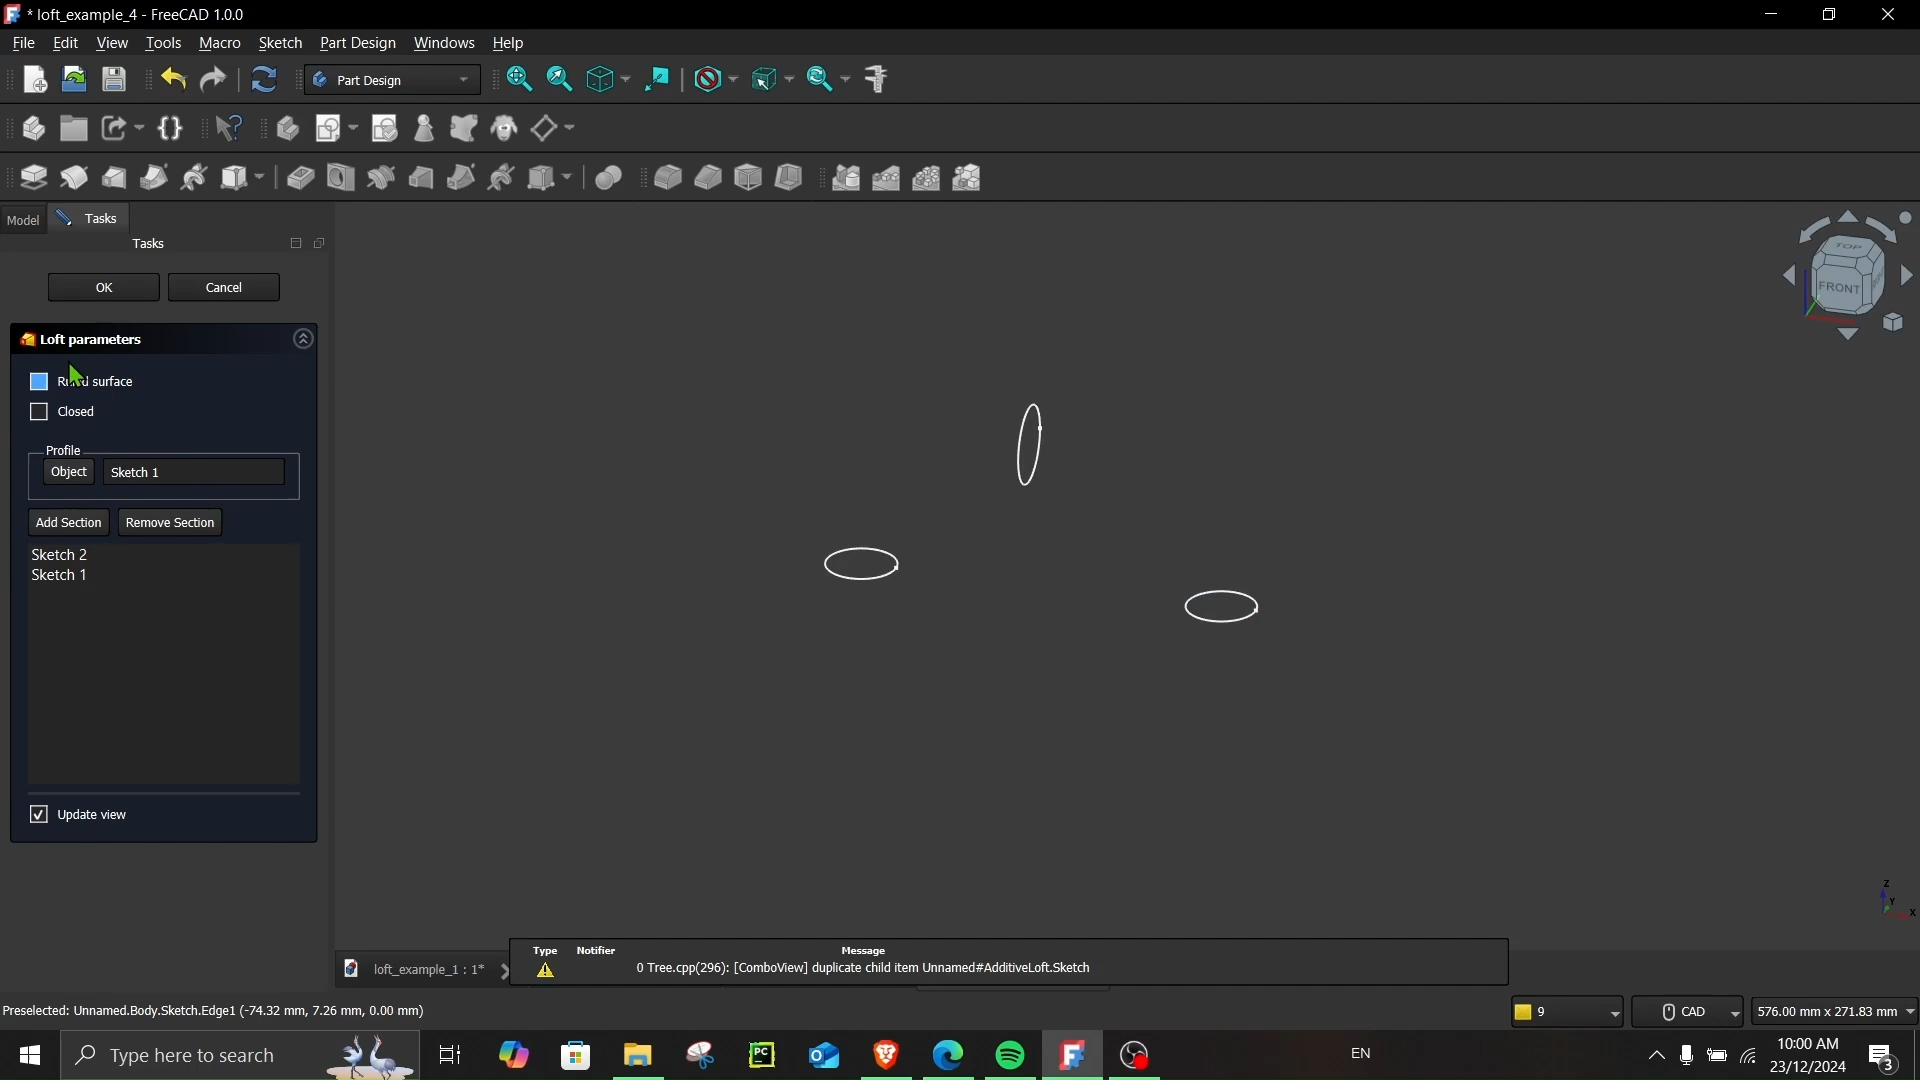 * loft_example_4 - FreeCAD 1.0.0
File Edit View Tools Macro Sketch Part Design Windows Help
Part Design
Model Tasks
Tasks
OK Cancel
Loft parameters
surface
Closed
Profile
Object Sketch 1
Add Section Remove Section
Sketch 2
Sketch 1
Update view
TOP
FRONT
Z
Y
X
Type Notifier Message
loft_example_1 : 1* 0 Tree.cpp(296): [ComboView] duplicate child item Unnamed#AdditiveLoft.Sketch
Preselected: Unnamed.Body.Sketch.Edge1 (-74.32 mm, 7.26 mm, 0.00 mm) 9 CAD 576.00 mm x 271.83 mm
Type here to search PC EN 10:00 AM
23/12/2024 3